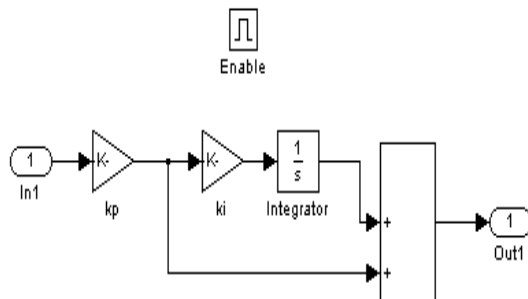 Enable
1
In1
K-
kp
K-
ki
1
s
Integrator
+
+
1
Out1